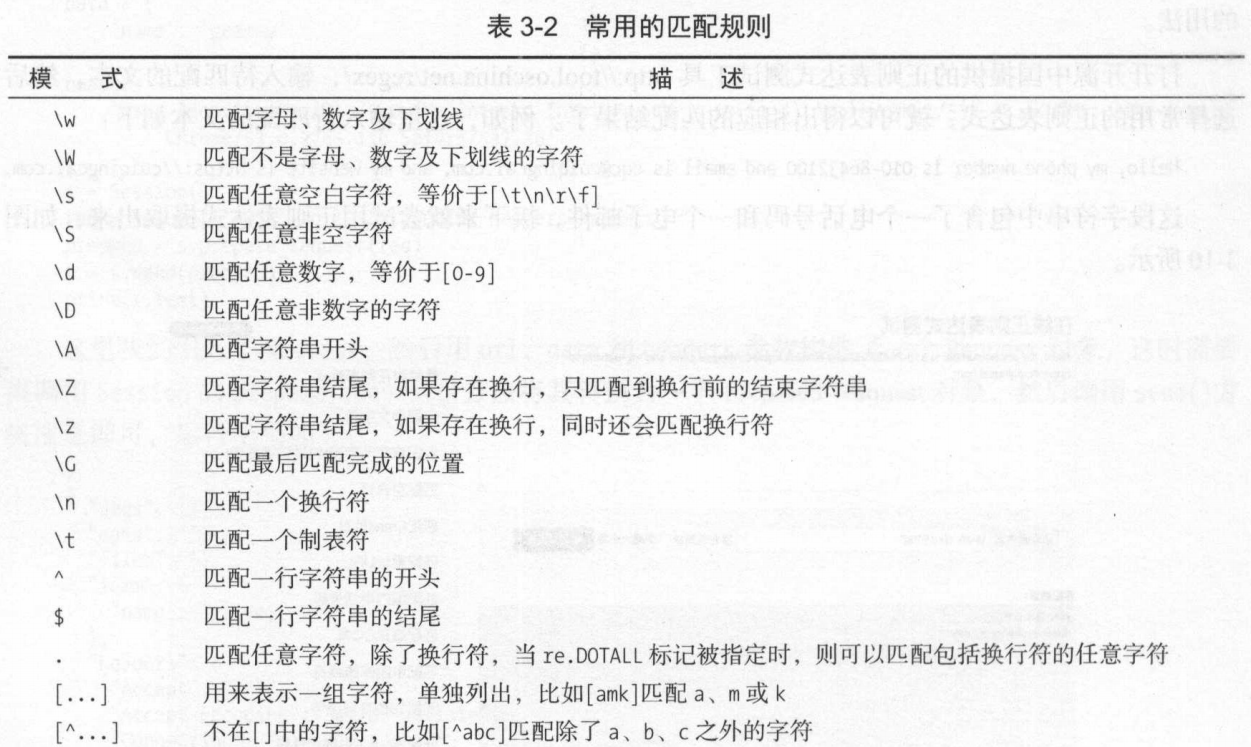 表 3-2 常用的匹配规则
模 式 描 述
\w 匹配字母、数字及下划线
\W 匹配不是字母、数字及下划线的字符
\s 匹配任意空白字符，等价于[\t\n\r\f]
\S 匹配任意非空字符
\d 匹配任意数字，等价于[0-9]
\D 匹配任意非数字的字符
\A 匹配字符串开头
\Z 匹配字符串结尾，如果存在换行，只匹配到换行前的结束字符串
\z 匹配字符串结尾，如果存在换行，同时还会匹配换行符
\G 匹配最后匹配完成的位置
\n 匹配一个换行符
\t 匹配一个制表符
^ 匹配一行字符串的开头
$ 匹配一行字符串的结尾
. 匹配任意字符，除了换行符，当 re.DOTALL 标记被指定时，则可以匹配包括换行符的任意字符
[...] 用来表示一组字符，单独列出，比如[amk]匹配 a、m 或 k
[^...] 不在[]中的字符，比如[^abc]匹配除了 a、b、c 之外的字符